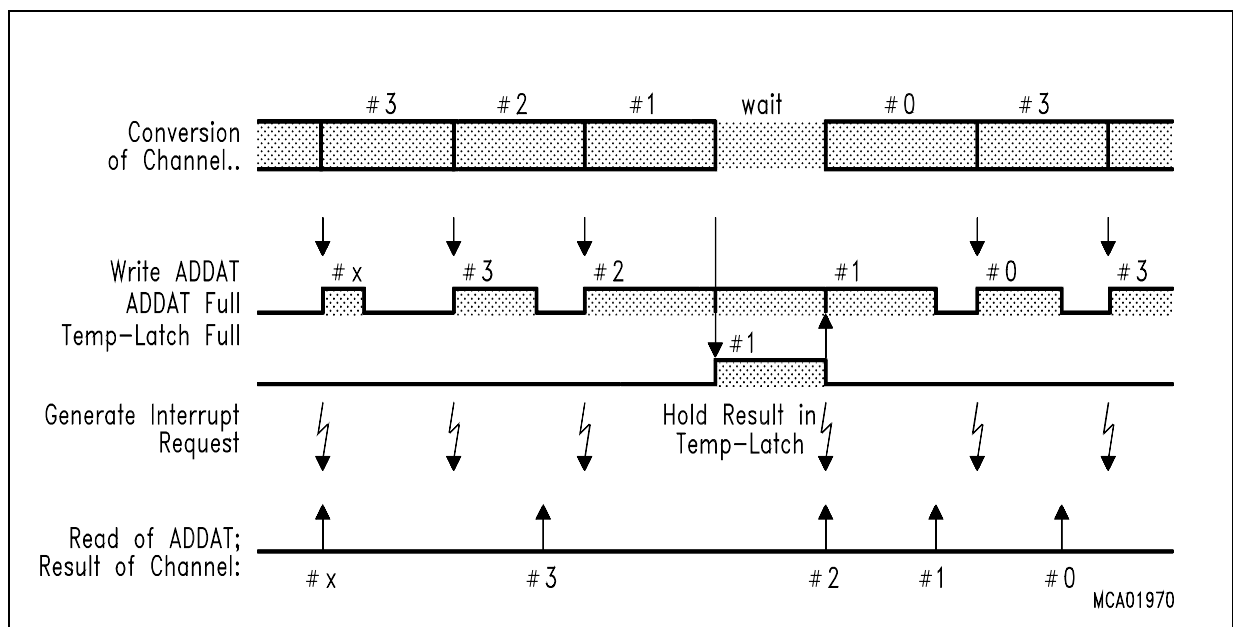 #3 #2 #1 wait #0 #3
Conversion
of Channel..
Write ADDAT
ADDAT Full
Temp-Latch Full
#x #3 #2 #1 #0 #3
#1
Generate Interrupt
Request
Hold Result in
Temp-Latch
Read of ADDAT;
Result of Channel:
#x #3 #2 #1 #0
MCA01970